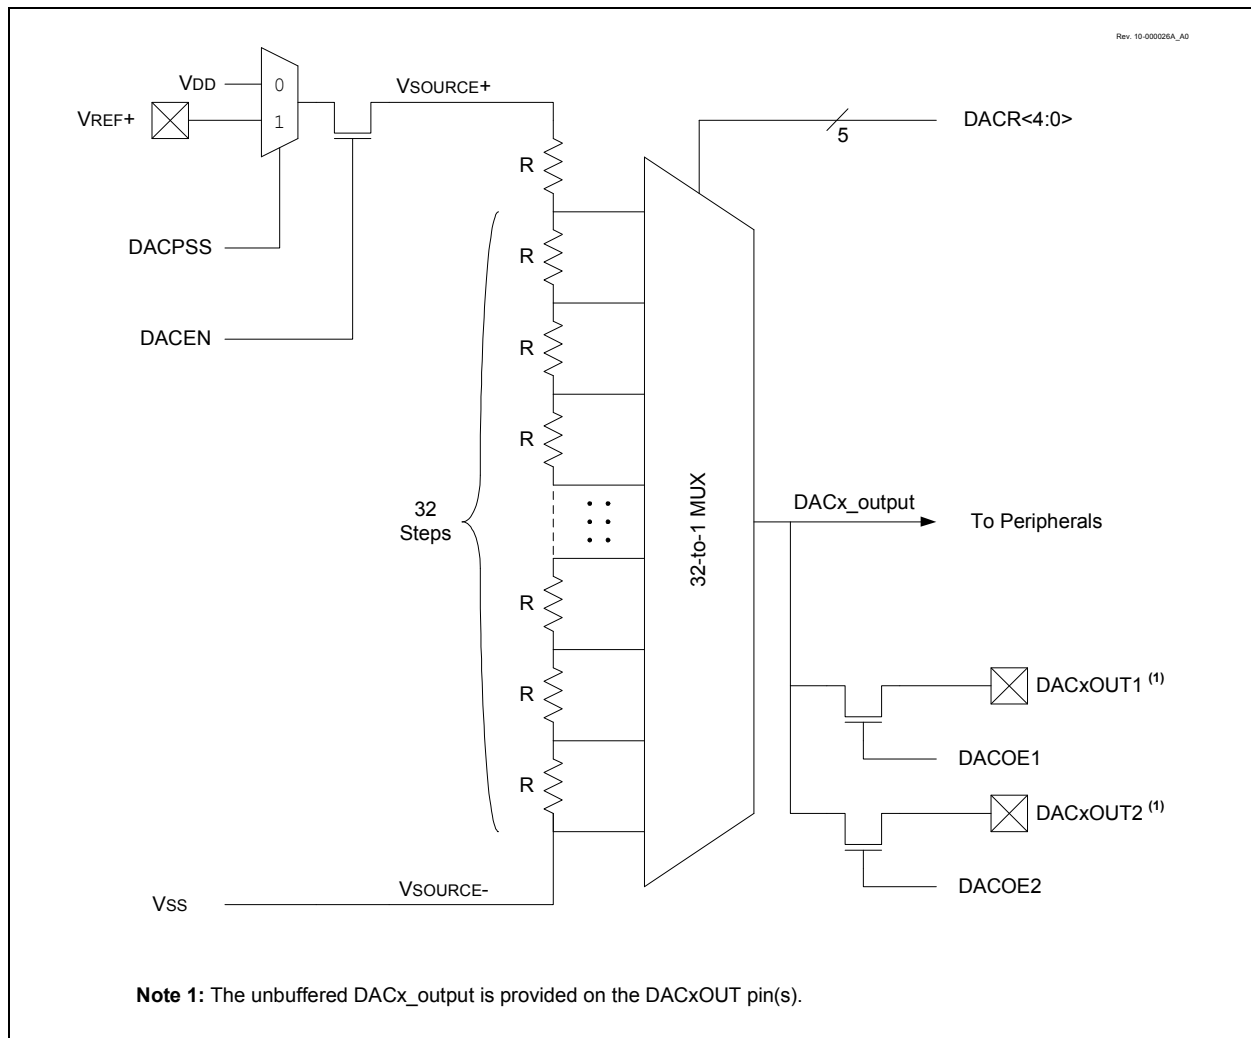 Rev. 10-000026A_A0
VDD
0
VSOURCE+
VREF+
1
DACR<4:0>
5
R
DACPSS
R
DACEN
R
R
32
Steps
32-to-1 MUX
DACx_output
To Peripherals
R
R
DACxOUT1 (1)
DACOE1
R
DACxOUT2 (1)
DACOE2
VSOURCE-
VSS
Note 1: The unbuffered DACx_output is provided on the DACxOUT pin(s).